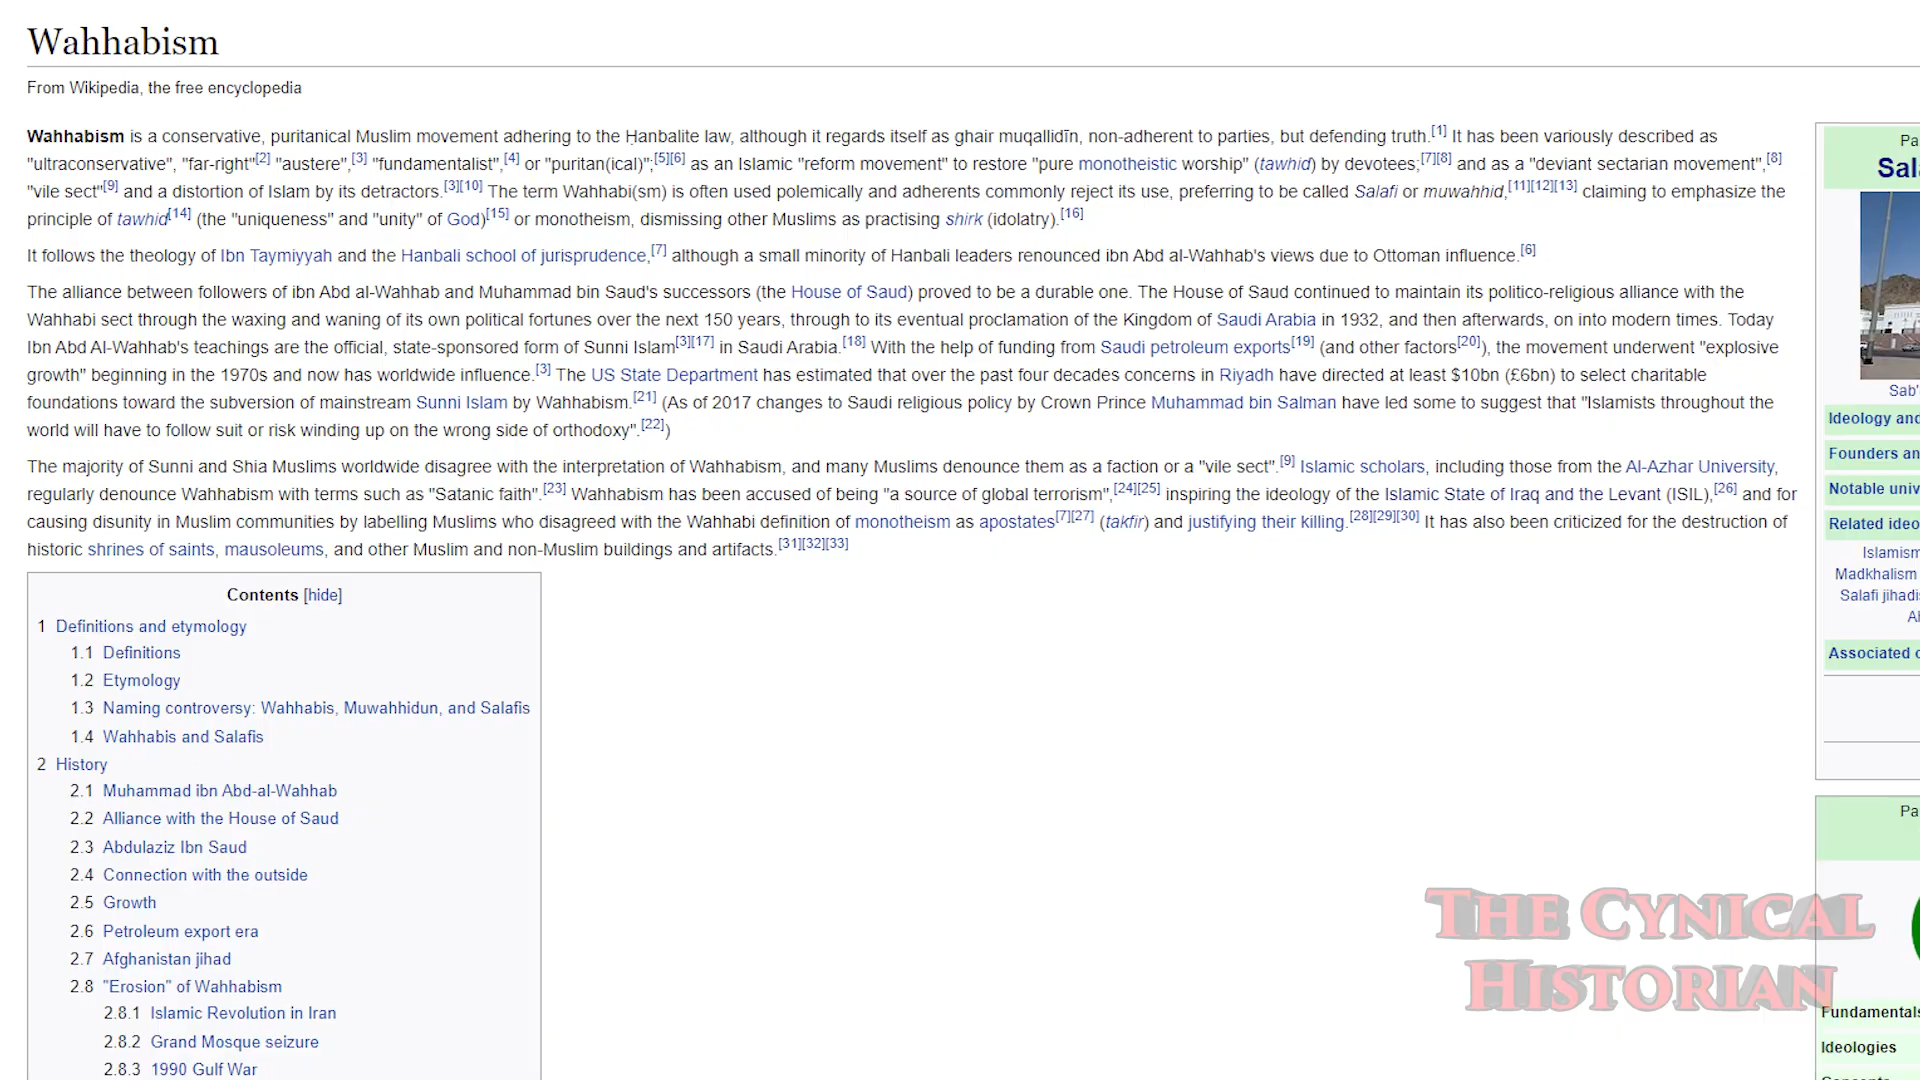 Wahhabism
From Wikipedia, the free encyclopedia
Wahhabism is a conservative, puritanical Muslim movement adhering to the Ḥanbalite law, although it regards itself as ghair muqallidīn, non-adherent to parties, but defending truth.[1] It has been variously described as
"ultraconservative", "far-right"[2] "austere",[3] "fundamentalist",[4] or "puritan(ical)";[5][6] as an Islamic "reform movement" to restore "pure monotheistic worship" (tawhid) by devotees;[7][8] and as a "deviant sectarian movement",[8]
"vile sect"[9] and a distortion of Islam by its detractors.[3][10] The term Wahhabi(sm) is often used polemically and adherents commonly reject its use, preferring to be called Salafi or muwahhid,[11][12][13] claiming to emphasize the
principle of tawhid[14] (the "uniqueness" and "unity" of God)[15] or monotheism, dismissing other Muslims as practising shirk (idolatry).[16]
It follows the theology of Ibn Taymiyyah and the Hanbali school of jurisprudence,[7] although a small minority of Hanbali leaders renounced ibn Abd al-Wahhab's views due to Ottoman influence.[6]
The alliance between followers of ibn Abd al-Wahhab and Muhammad bin Saud's successors (the House of Saud) proved to be a durable one. The House of Saud continued to maintain its politico-religious alliance with the
Wahhabi sect through the waxing and waning of its own political fortunes over the next 150 years, through to its eventual proclamation of the Kingdom of Saudi Arabia in 1932, and then afterwards, on into modern times. Today
Ibn Abd Al-Wahhab's teachings are the official, state-sponsored form of Sunni Islam[3][17] in Saudi Arabia.[18] With the help of funding from Saudi petroleum exports[19] (and other factors[20]), the movement underwent "explosive
growth" beginning in the 1970s and now has worldwide influence.[3] The US State Department has estimated that over the past four decades concerns in Riyadh have directed at least $10bn (£6bn) to select charitable
foundations toward the subversion of mainstream Sunni Islam by Wahhabism.[21] (As of 2017 changes to Saudi religious policy by Crown Prince Muhammad bin Salman have led some to suggest that "Islamists throughout the
world will have to follow suit or risk winding up on the wrong side of orthodoxy".[22])
The majority of Sunni and Shia Muslims worldwide disagree with the interpretation of Wahhabism, and many Muslims denounce them as a faction or a "vile sect".[9] Islamic scholars, including those from the Al-Azhar University,
regularly denounce Wahhabism with terms such as "Satanic faith".[23] Wahhabism has been accused of being "a source of global terrorism",[24][25] inspiring the ideology of the Islamic State of Iraq and the Levant (ISIL),[26] and for
causing disunity in Muslim communities by labelling Muslims who disagreed with the Wahhabi definition of monotheism as apostates[7][27] (takfir) and justifying their killing.[28][29][30] It has also been criticized for the destruction of
historic shrines of saints, mausoleums, and other Muslim and non-Muslim buildings and artifacts.[31][32][33]
Contents [hide]
1 Definitions and etymology
1.1 Definitions
1.2 Etymology
1.3 Naming controversy: Wahhabis, Muwahhidun, and Salafis
1.4 Wahhabis and Salafis
2 History
2.1 Muhammad ibn Abd-al-Wahhab
2.2 Alliance with the House of Saud
2.3 Abdulaziz Ibn Saud
2.4 Connection with the outside
2.5 Growth
2.6 Petroleum export era
2.7 Afghanistan jihad
2.8 "Erosion" of Wahhabism
2.8.1 Islamic Revolution in Iran
2.8.2 Grand Mosque seizure
2.8.3 1990 Gulf War
Pa
Sala
Sab'
Ideology and
Founders an
Notable univ
Related ideo
Islamism
Madkhalism
Salafi jihadis
Ah
Associated o
Pa
THE CYNICAL
HISTORIAN
Fundamentals
Ideologies